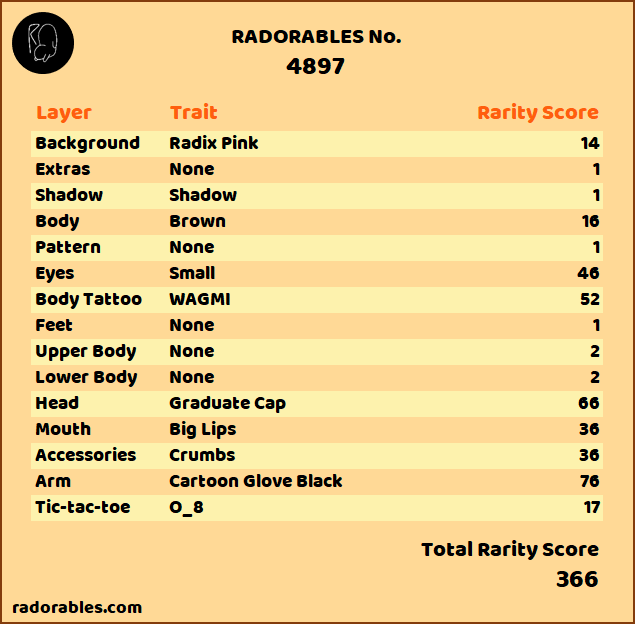 RADORABLES No.
4897
Layer Trait Rarity Score
Background Radix Pink 14
Extras None 1
Shadow Shadow 1
Body Brown 16
Pattern None 1
Eyes Small 46
Body Tattoo WAGMI 52
Feet None 1
Upper Body None 2
Lower Body None 2
Head Graduate Cap 66
Mouth Big Lips 36
Accessories Crumbs 36
Arm Cartoon Glove Black 76
Tic-tac-toe O_8 17
Total Rarity Score
366
radorables.com